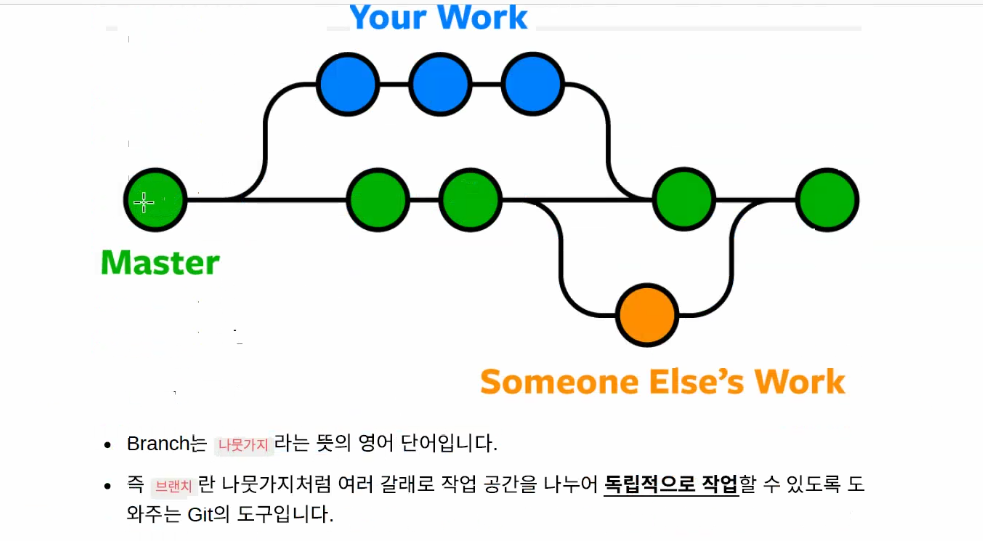 Your Work
Master
Someone Else's Work
Branch는 나뭇가지 라는 뜻의 영어 단어입니다.
즉 브랜치 란 나뭇가지처럼 여러 갈래로 작업 공간을 나누어 독립적으로 작업할 수 있도록 도
와주는 Git의 도구입니다.